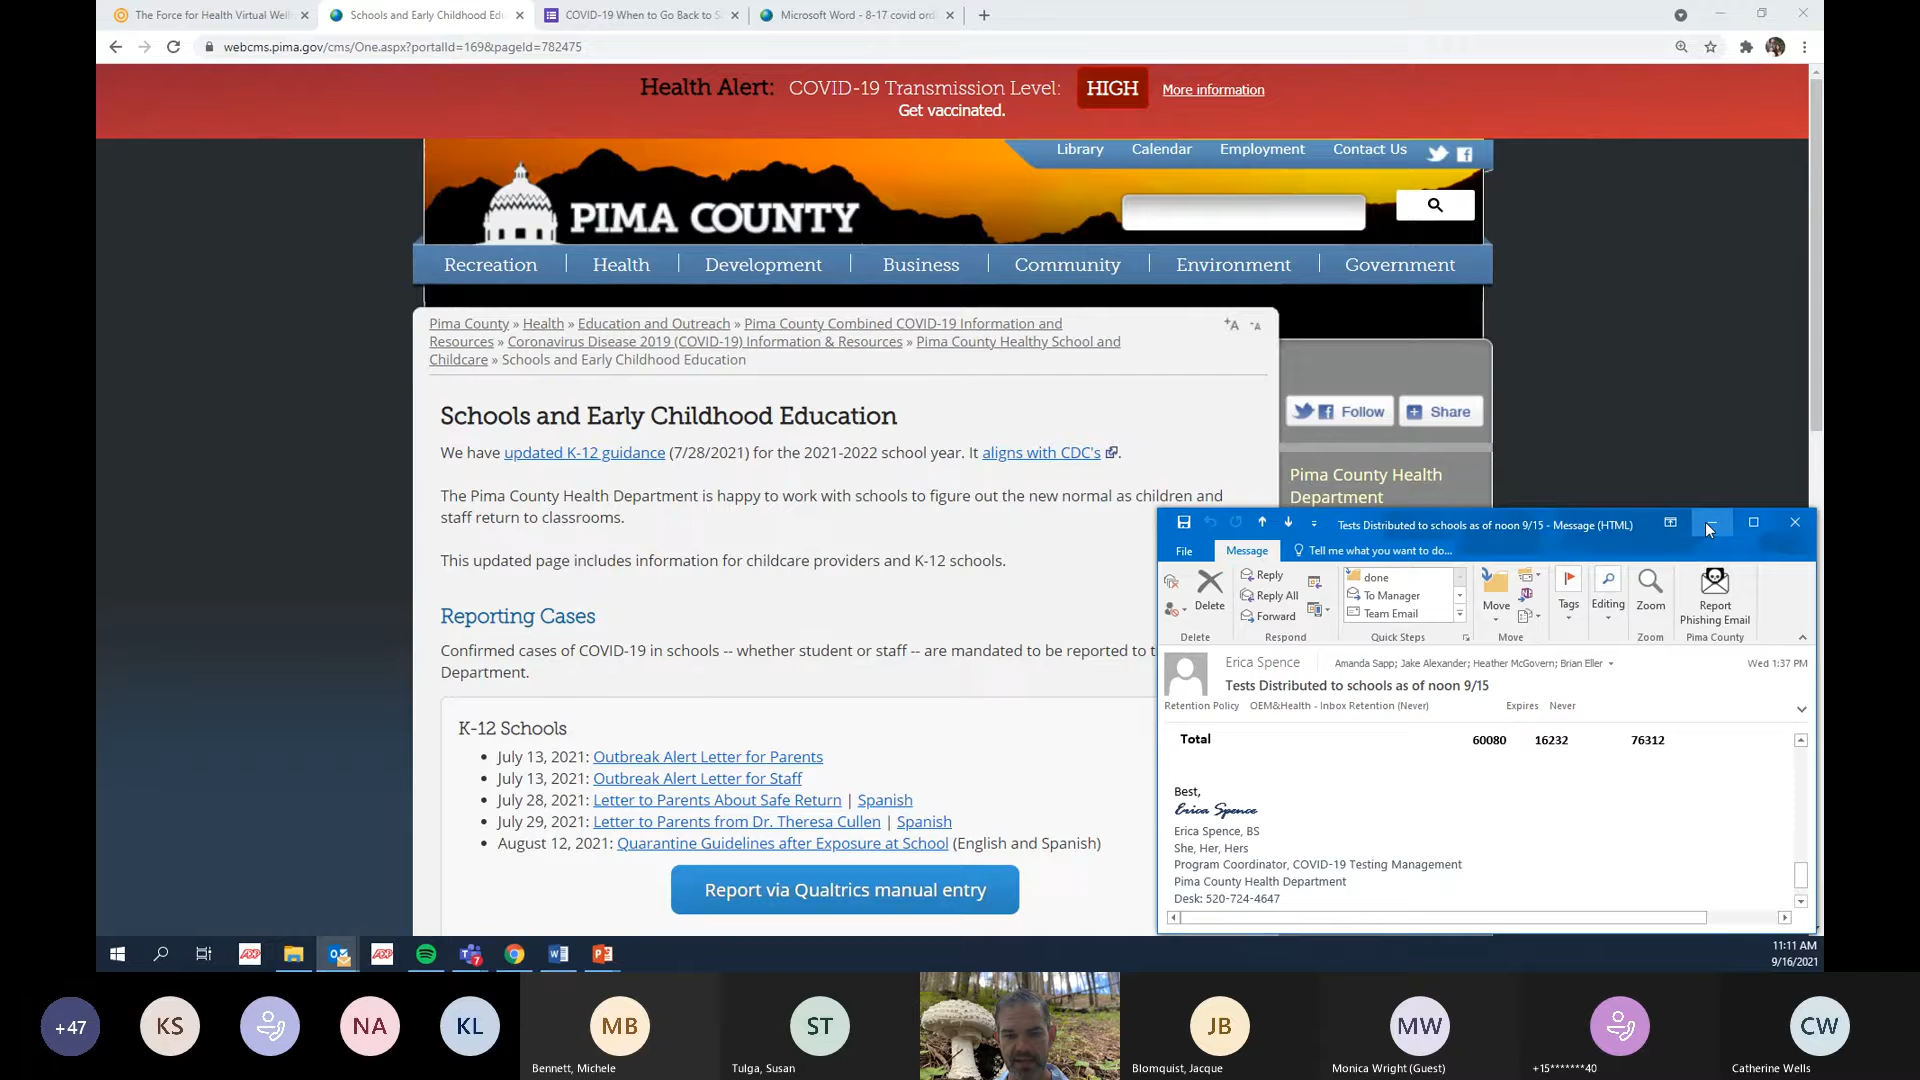 The Force for Health Virtual Well
Schools and Early Childhood Edu
COVID-19 When to Go Back to S
Microsoft Word - 8-17 covid ord
webcms.pima.gov/cms/One.aspx?portalId=169&pageId=782475
Health Alert: COVID-19 Transmission Level: HIGH More information
Get vaccinated.
Library Calendar Employment Contact Us
PIMA COUNTY
Recreation Health Development Business Community Environment Government
Pima County » Health » Education and Outreach » Pima County Combined COVID-19 Information and
Resources » Coronavirus Disease 2019 (COVID-19) Information & Resources » Pima County Healthy School and
Childcare » Schools and Early Childhood Education
+A -A
Schools and Early Childhood Education
We have updated K-12 guidance (7/28/2021) for the 2021-2022 school year. It aligns with CDC's .
The Pima County Health Department is happy to work with schools to figure out the new normal as children and
staff return to classrooms.
This updated page includes information for childcare providers and K-12 schools.
Reporting Cases
Confirmed cases of COVID-19 in schools -- whether student or staff -- are mandated to be reported to t
Department.
K-12 Schools
• July 13, 2021: Outbreak Alert Letter for Parents
• July 13, 2021: Outbreak Alert Letter for Staff
• July 28, 2021: Letter to Parents About Safe Return | Spanish
• July 29, 2021: Letter to Parents from Dr. Theresa Cullen | Spanish
• August 12, 2021: Quarantine Guidelines after Exposure at School (English and Spanish)
Report via Qualtrics manual entry
Follow Share
Pima County Health
Department
Tests Distributed to schools as of noon 9/15 - Message (HTML)
File Message Tell me what you want to do...
Delete
Delete
Reply
Reply All
Forward
Respond
done
To Manager
Team Email
Quick Steps
Move
Move
Tags
Editing
Zoom
Zoom
Report
Phishing Email
Pima County
Erica Spence
Amanda Sapp; Jake Alexander; Heather McGovern; Brian Eller
Wed 1:37 PM
Tests Distributed to schools as of noon 9/15
Retention Policy OEM&Health - Inbox Retention (Never) Expires Never
Total 60080 16232 76312
Best,
Erica Spence
Erica Spence, BS
She, Her, Hers
Program Coordinator, COVID-19 Testing Management
Pima County Health Department
Desk: 520-724-4647
11:11 AM
9/16/2021
+47
KS
NA
KL
MB
Bennett, Michele
ST
Tulga, Susan
JB
Blomquist, Jacque
MW
Monica Wright (Guest)
+15*******40
CW
Catherine Wells